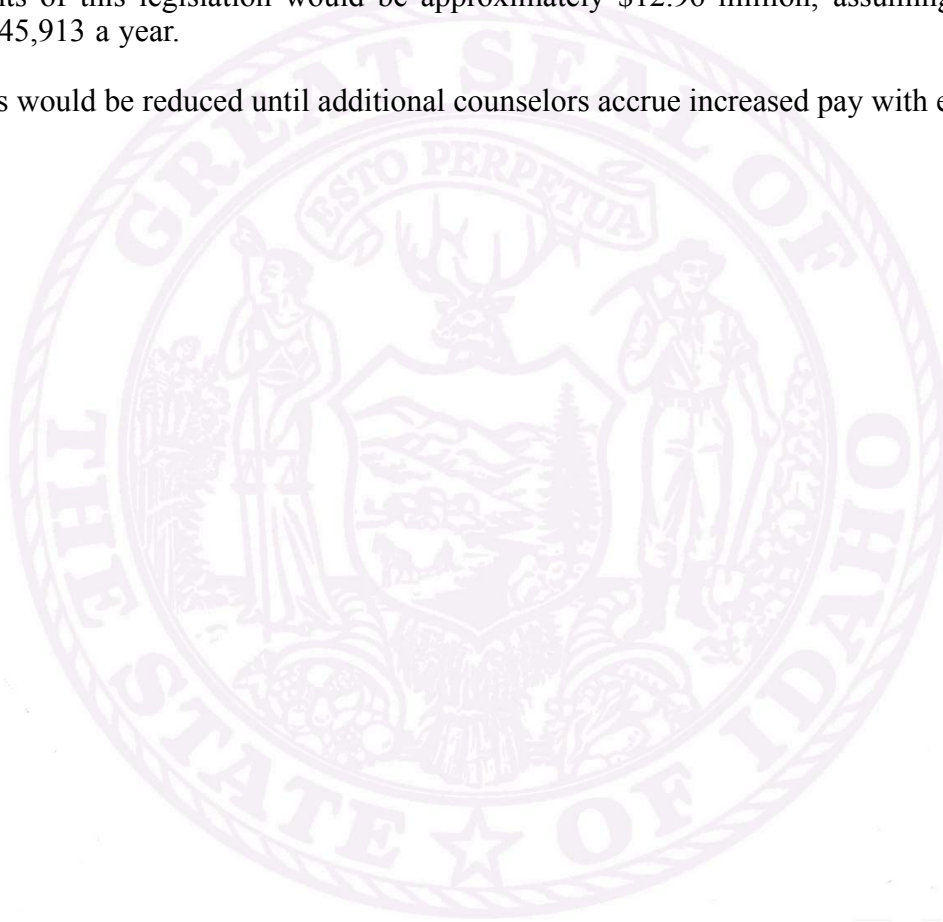 of this legislation would be approximately $12.96 million, assuming
45,913 a year.
would be reduced until additional counselors accrue increased pay with
GREAT SEAL OF
THE STATE OF IDAHO
ESTO PERPETUA